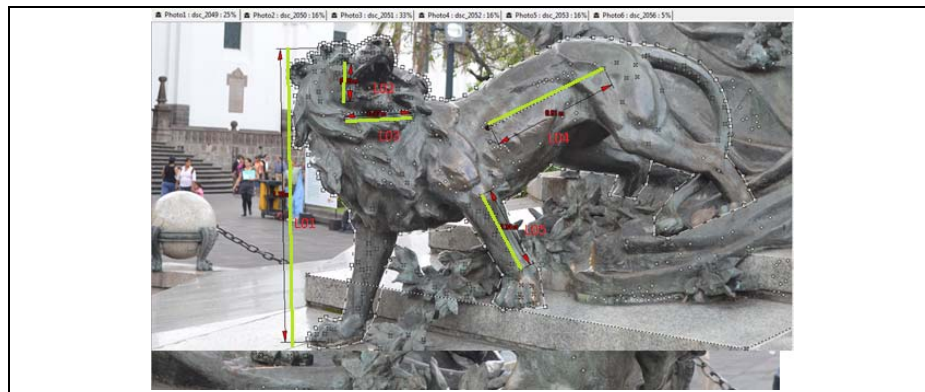 Photo1 : dsc_2049 : 25% Photo2 : dsc_2050 : 16% Photo3 : dsc_2051 : 33% Photo4 : dsc_2052 : 16% Photo5 : dsc_2053 : 16% Photo6 : dsc_2056 : 5%
L02
L03
L04
L01
L05